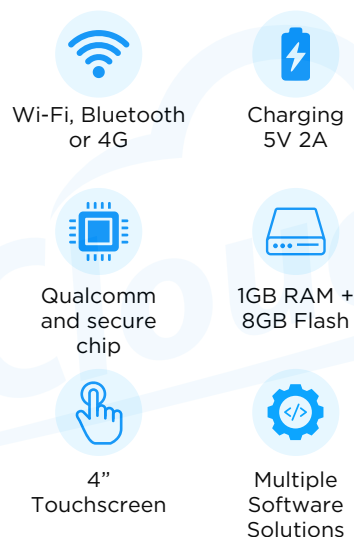 Wi-Fi, Bluetooth
or 4G
Charging
5V 2A
Qualcomm
and secure
chip
1GB RAM +
8GB Flash
4”
Touchscreen
Multiple
Software
Solutions